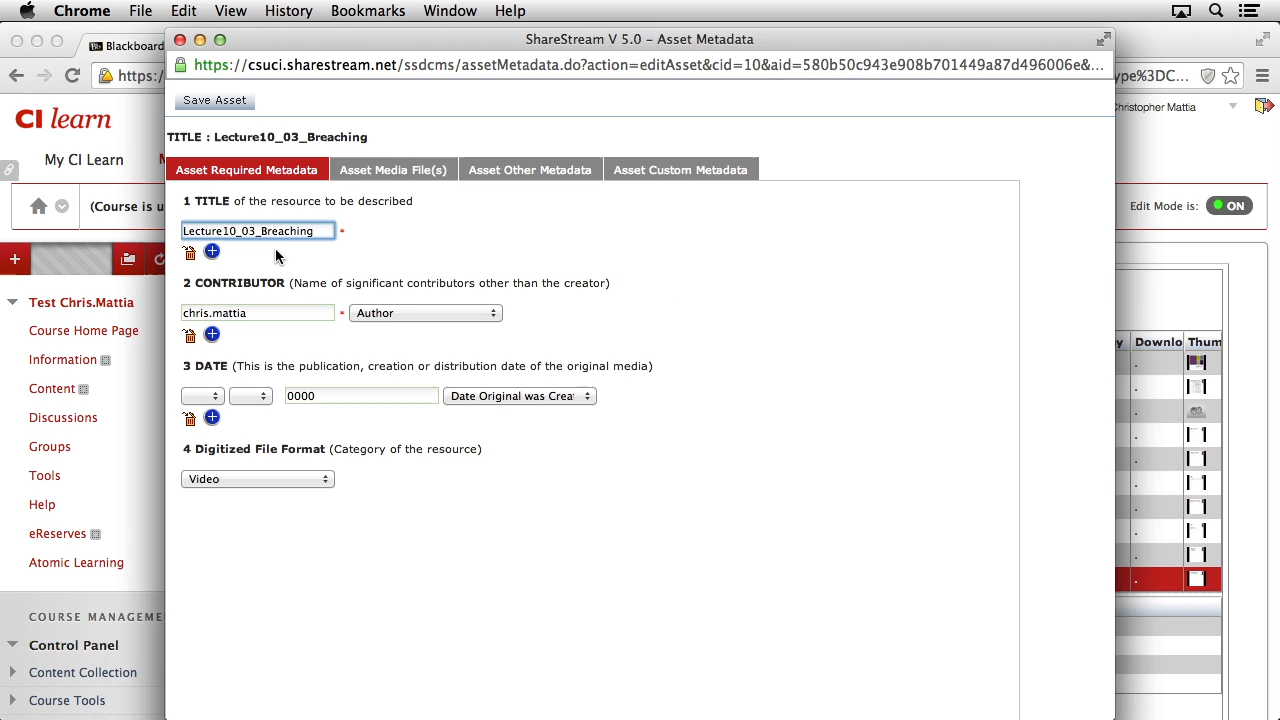 Chrome File Edit View History Bookmarks Window Help
ShareStream V 5.0 – Asset Metadata
Bb Blackboard
https://csuci.sharestream.net/ssdcms/assetMetadata.do?action=editAsset&cid=10&aid=580b50c943e908b701449a87d496006e&...
https:/
ype%3DC...
Save Asset
CI learn
TITLE : Lecture10_03_Breaching
My CI Learn
Asset Required Metadata Asset Media File(s) Asset Other Metadata Asset Custom Metadata
1 TITLE of the resource to be described
(Course is u
Edit Mode is: ON
Lecture10_03_Breaching *
2 CONTRIBUTOR (Name of significant contributors other than the creator)
Test Chris.Mattia
chris.mattia * Author
Course Home Page
Downlo Thum
Information
3 DATE (This is the publication, creation or distribution date of the original media)
Content
0000 Date Original was Crea
Discussions
Groups
4 Digitized File Format (Category of the resource)
Tools
Video
Help
eReserves
Atomic Learning
COURSE MANAGEME
Control Panel
Content Collection
Course Tools